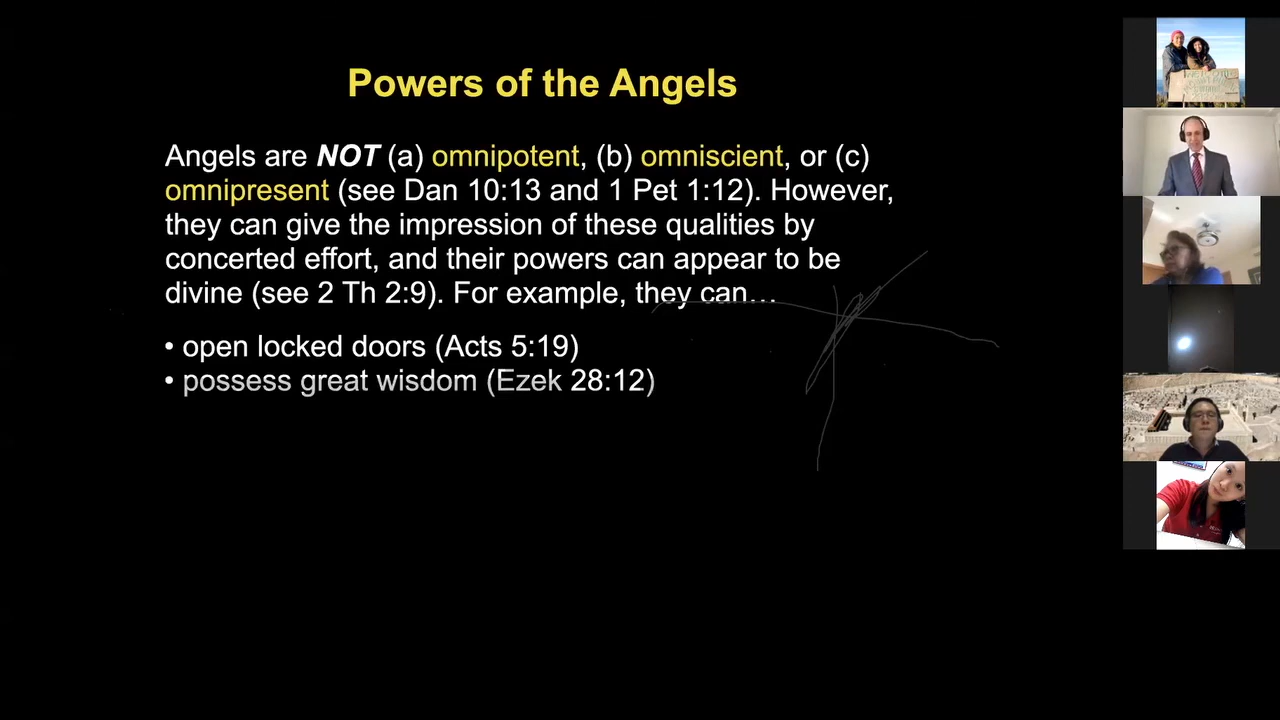 Powers of the Angels
Angels are NOT (a) omnipotent, (b) omniscient, or (c)
omnipresent (see Dan 10:13 and 1 Pet 1:12). However,
they can give the impression of these qualities by
concerted effort, and their powers can appear to be
divine (see 2 Th 2:9). For example, they can…
• open locked doors (Acts 5:19)
• possess great wisdom (Ezek 28:12)